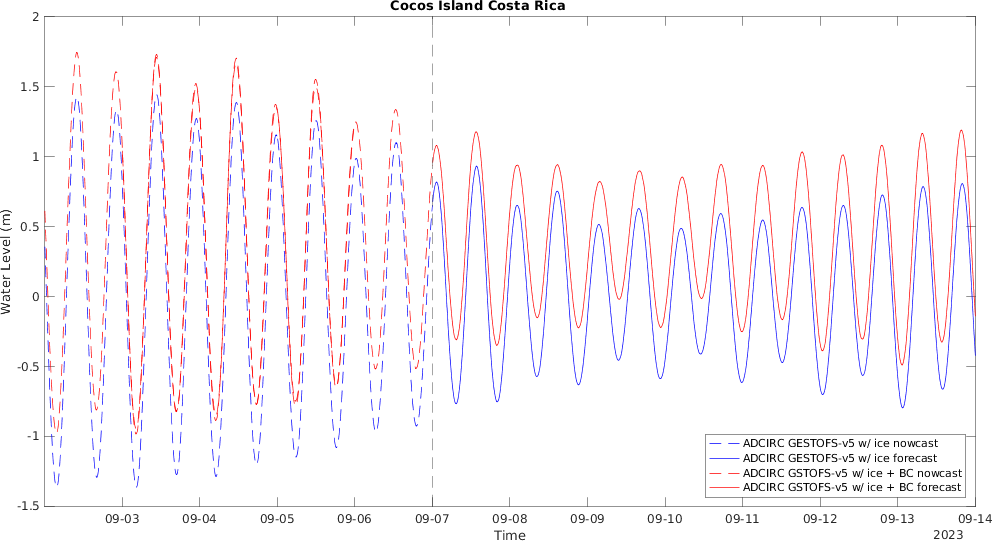 Cocos Island Costa Rica
2
1.5
1
0.5
0
-0.5
-1
-1.5
Water Level (m)
ADCIRC GESTOFS-v5 w/ ice nowcast
ADCIRC GESTOFS-v5 w/ ice forecast
ADCIRC GSTOFS-v5 w/ ice + BC nowcast
ADCIRC GSTOFS-v5 w/ ice + BC forecast
09-03 09-04 09-05 09-06 09-07 09-08 09-09 09-10 09-11 09-12 09-13 09-14
Time 2023